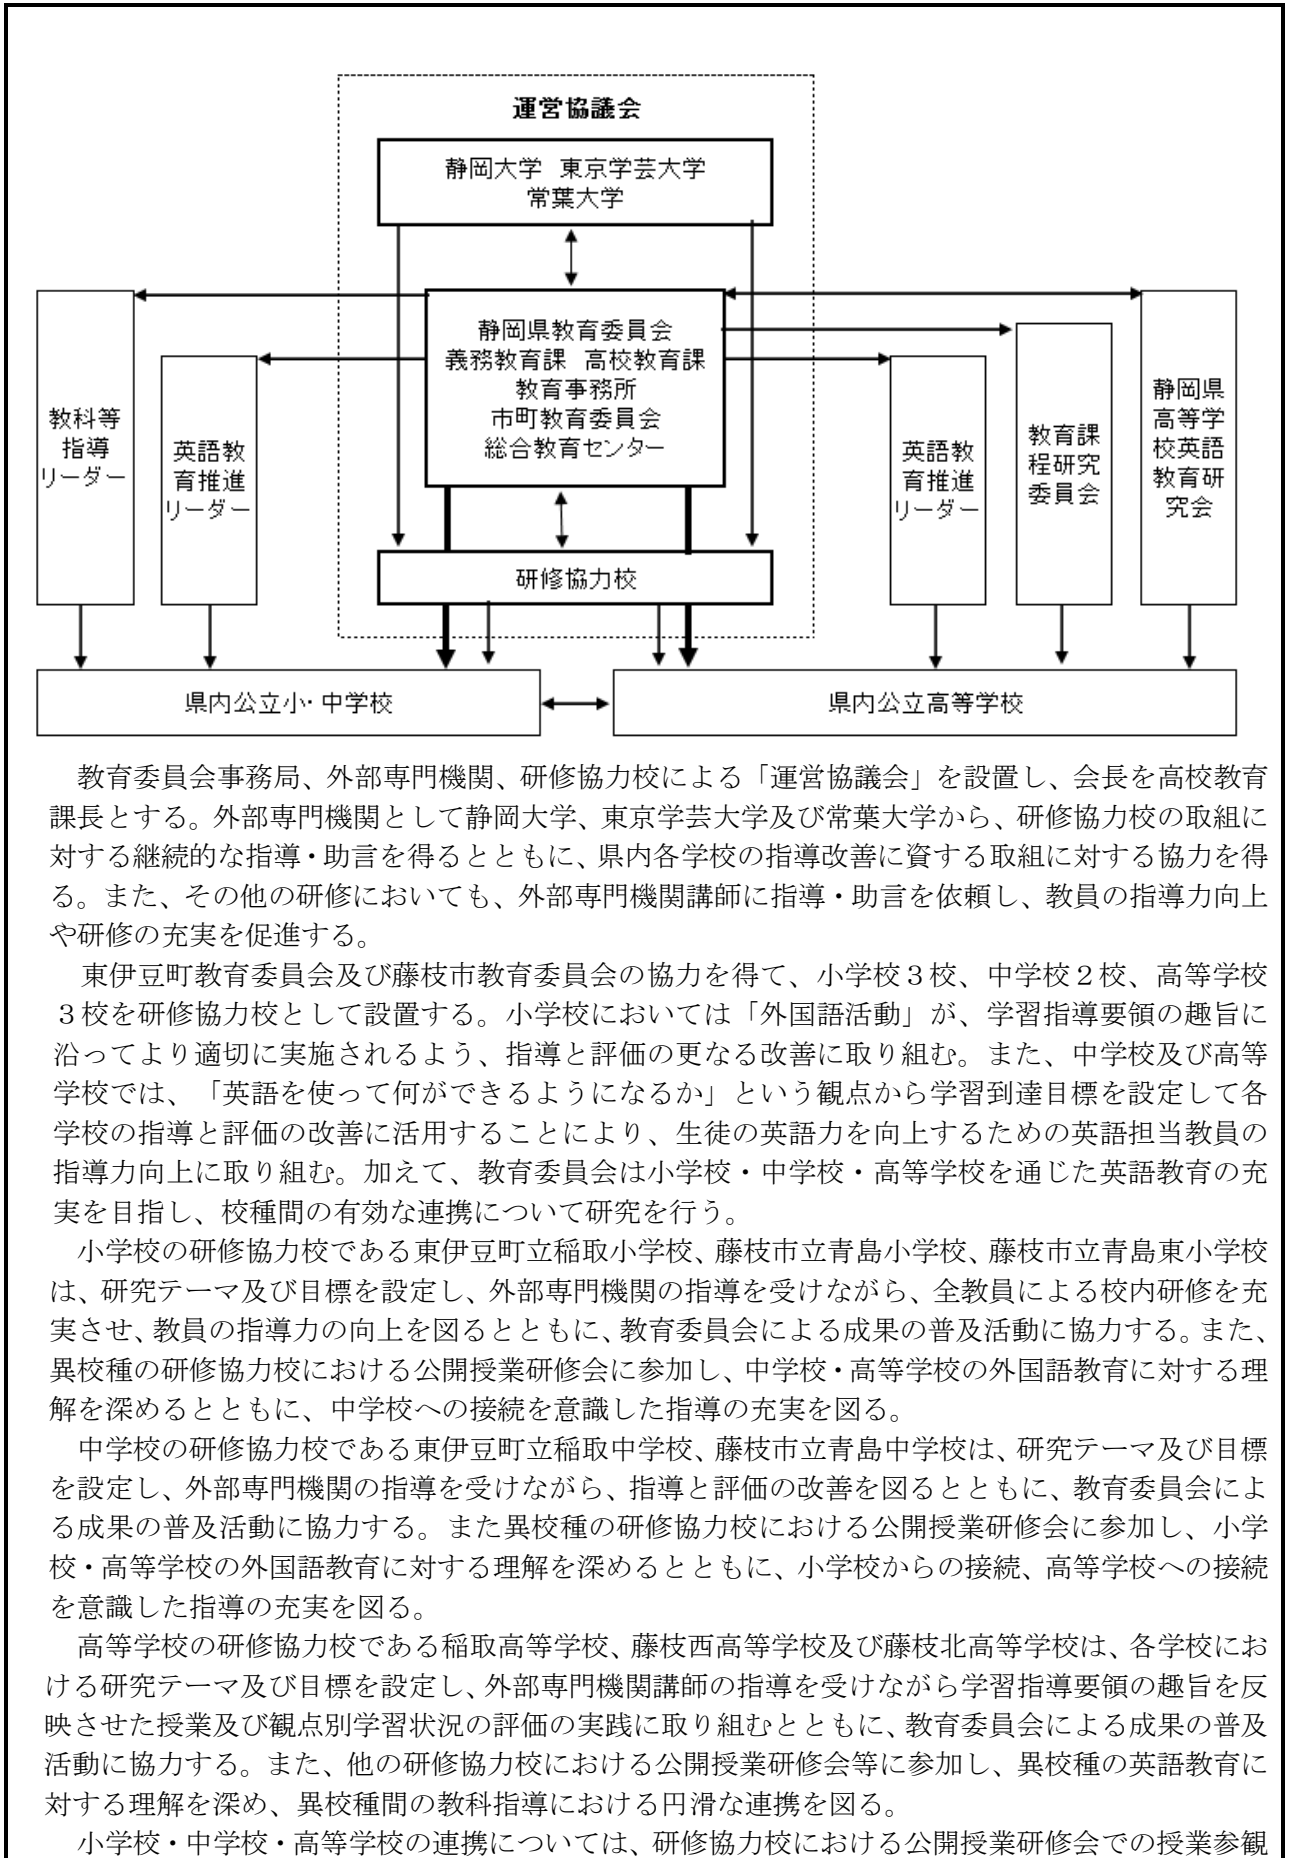 運営協議会
静岡大学 東京学芸大学
常葉大学
静岡県教育委員会
義務教育課 高校教育課
教育事務所
市町教育委員会
総合教育センター
教科等
指導
リーダー
英語教
育推進
リーダー
英語教
育推進
リーダー
教育課
程研究
委員会
静岡県
高等学
校英語
教育研
究会
研修協力校
県内公立小・中学校
県内公立高等学校
教育委員会事務局、外部専門機関、研修協力校による「運営協議会」を設置し、会長を高校教育
課長とする。外部専門機関として静岡大学、東京学芸大学及び常葉大学から、研修協力校の取組に
対する継続的な指導・助言を得るとともに、県内各学校の指導改善に資する取組に対する協力を得
る。また、その他の研修においても、外部専門機関講師に指導・助言を依頼し、教員の指導力向上
や研修の充実を促進する。
東伊豆町教育委員会及び藤枝市教育委員会の協力を得て、小学校３校、中学校２校、高等学校
３校を研修協力校として設置する。小学校においては「外国語活動」が、学習指導要領の趣旨に
沿ってより適切に実施されるよう、指導と評価の更なる改善に取り組む。また、中学校及び高等
学校では、「英語を使って何ができるようになるか」という観点から学習到達目標を設定して各
学校の指導と評価の改善に活用することにより、生徒の英語力を向上するための英語担当教員の
指導力向上に取り組む。加えて、教育委員会は小学校・中学校・高等学校を通じた英語教育の充
実を目指し、校種間の有効な連携について研究を行う。
小学校の研修協力校である東伊豆町立稲取小学校、藤枝市立青島小学校、藤枝市立青島東小学校
は、研究テーマ及び目標を設定し、外部専門機関の指導を受けながら、全教員による校内研修を充
実させ、教員の指導力の向上を図るとともに、教育委員会による成果の普及活動に協力する。また、
異校種の研修協力校における公開授業研修会に参加し、中学校・高等学校の外国語教育に対する理
解を深めるとともに、中学校への接続を意識した指導の充実を図る。
中学校の研修協力校である東伊豆町立稲取中学校、藤枝市立青島中学校は、研究テーマ及び目標
を設定し、外部専門機関の指導を受けながら、指導と評価の改善を図るとともに、教育委員会によ
る成果の普及活動に協力する。また異校種の研修協力校における公開授業研修会に参加し、小学
校・高等学校の外国語教育に対する理解を深めるとともに、小学校からの接続、高等学校への接続
を意識した指導の充実を図る。
高等学校の研修協力校である稲取高等学校、藤枝西高等学校及び藤枝北高等学校は、各学校にお
ける研究テーマ及び目標を設定し、外部専門機関講師の指導を受けながら学習指導要領の趣旨を反
映させた授業及び観点別学習状況の評価の実践に取り組むとともに、教育委員会による成果の普及
活動に協力する。また、他の研修協力校における公開授業研修会等に参加し、異校種の英語教育に
対する理解を深め、異校種間の教科指導における円滑な連携を図る。
小学校・中学校・高等学校の連携については、研修協力校における公開授業研修会での授業参観